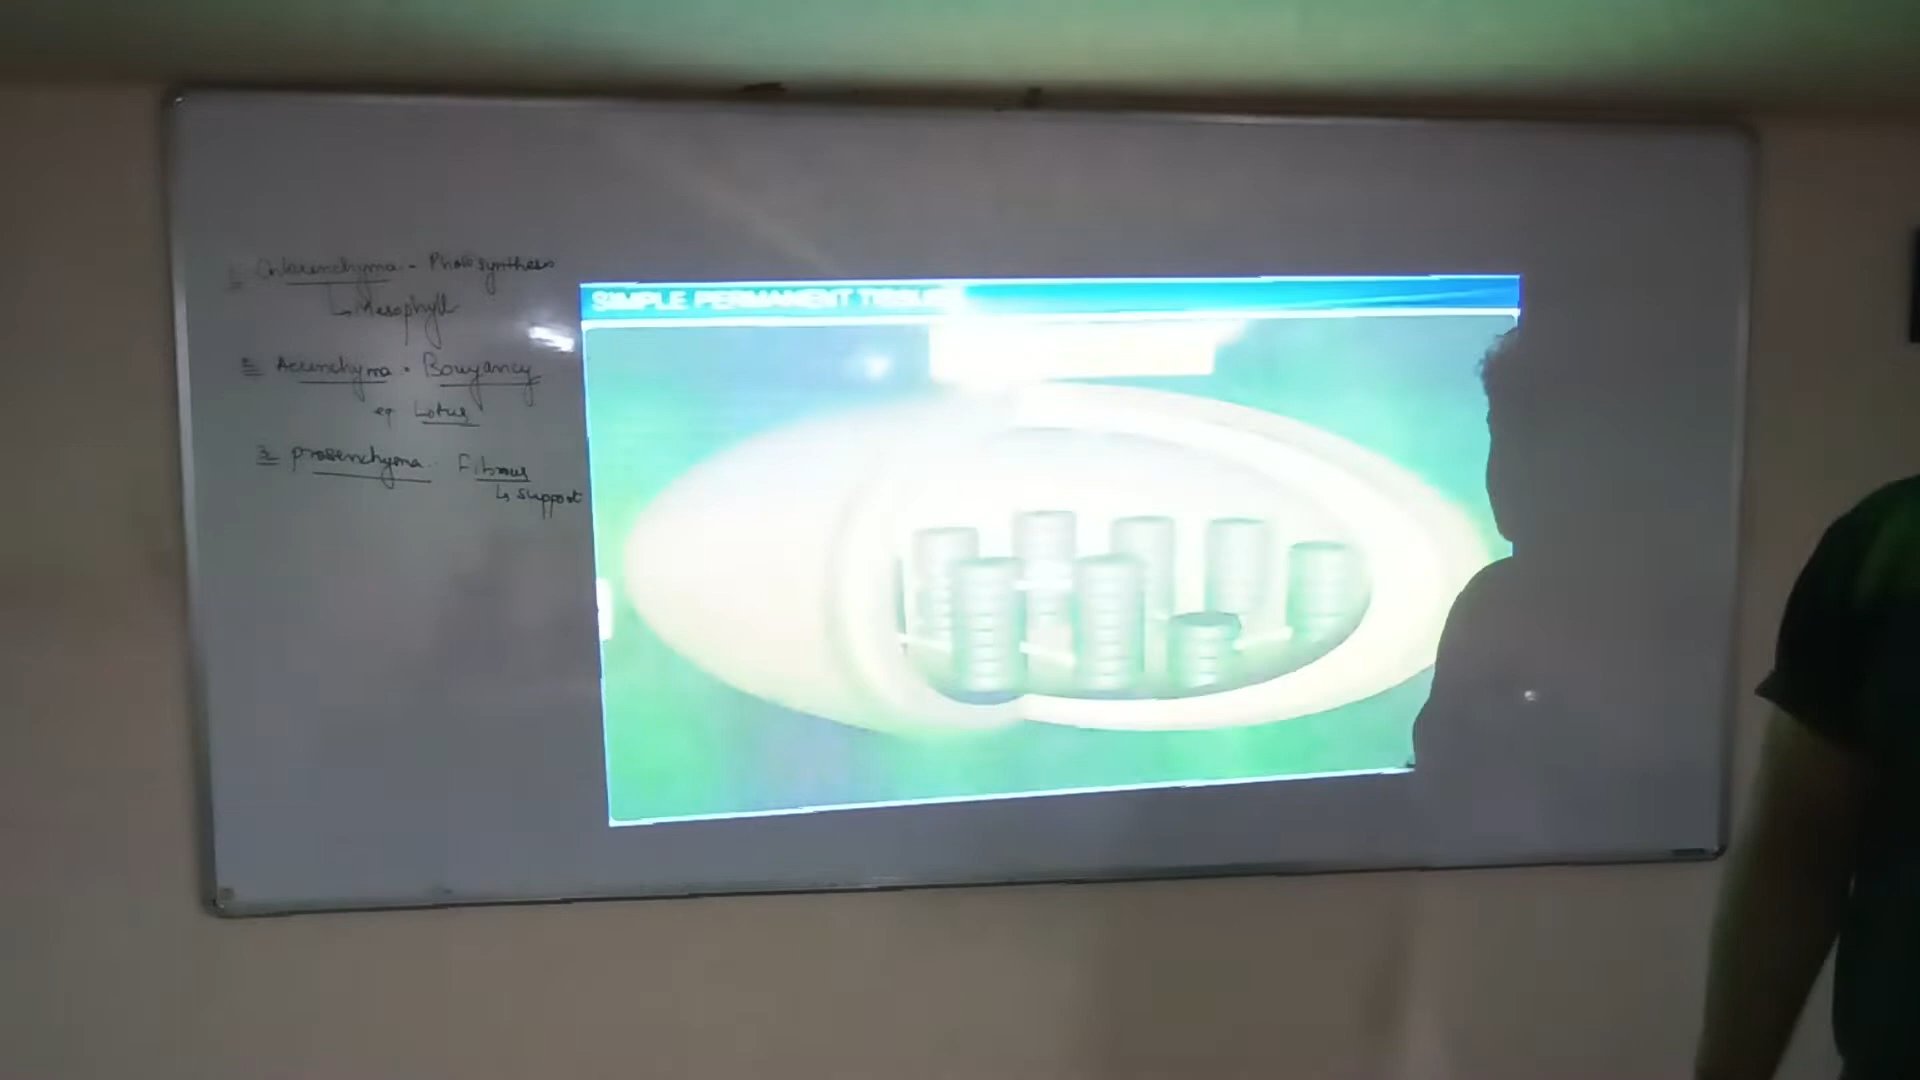 Chlorenchyma - Photosynthesis
↳ Mesophyll
2 Aerenchyma - Bouyancy
eg Lotus
3 prosenchyma. Fibrous
↳ support
SIMPLE PERMANENT TISSUE